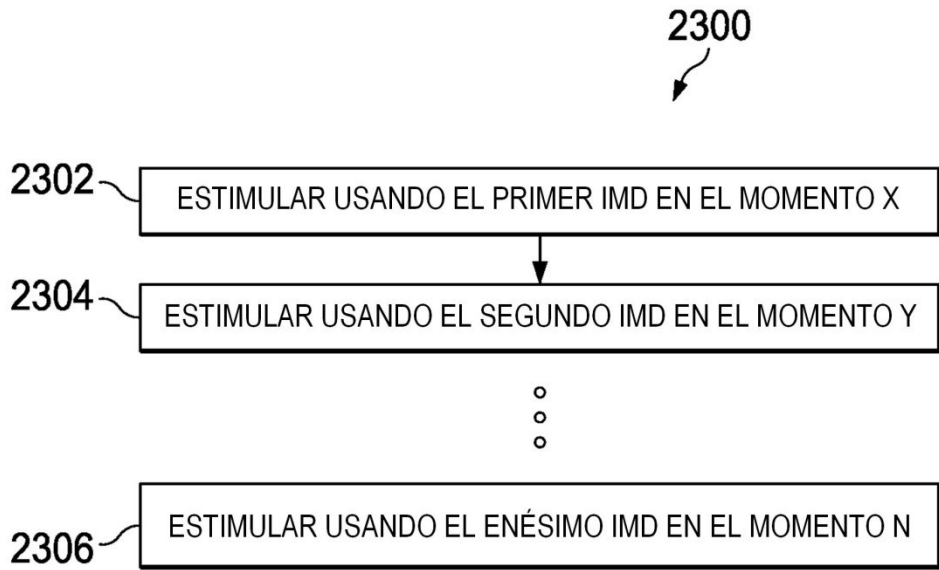 2300
2302
ESTIMULAR USANDO EL PRIMER IMD EN EL MOMENTO X
2304
ESTIMULAR USANDO EL SEGUNDO IMD EN EL MOMENTO Y
ESTIMULAR USANDO EL ENÉSIMO IMD EN EL MOMENTO N
2306